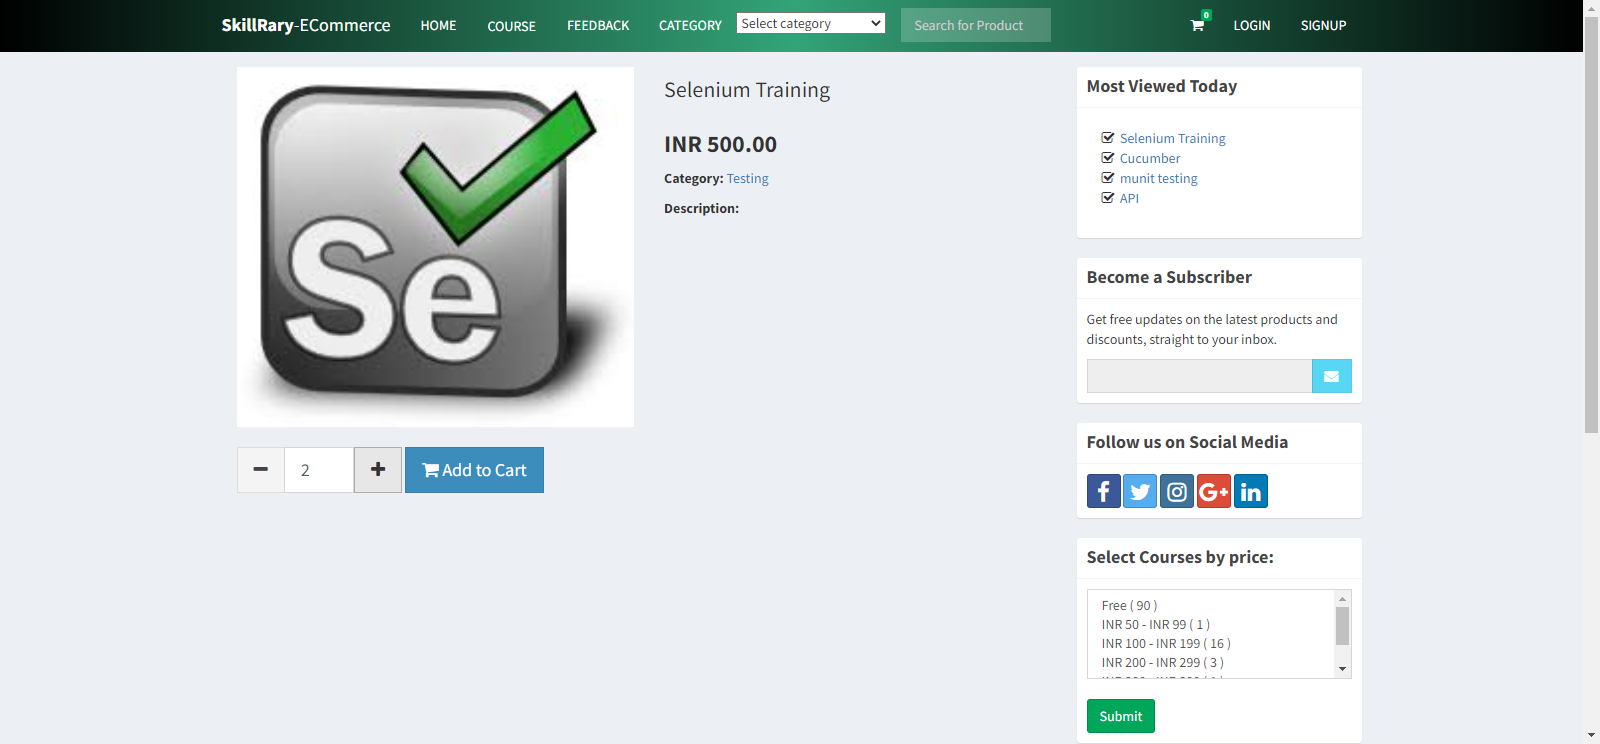 SkillRary-ECommerce HOME COURSE FEEDBACK CATEGORY Select category Search for Product 0 LOGIN SIGNUP
Se
Selenium Training
INR 500.00
Category: Testing
Description:
2 Add to Cart
Most Viewed Today
Selenium Training
Cucumber
munit testing
API
Become a Subscriber
Get free updates on the latest products and
discounts, straight to your inbox.
Follow us on Social Media
f G+ in
Select Courses by price:
Free ( 90 )
INR 50 - INR 99 ( 1 )
INR 100 - INR 199 ( 16 )
INR 200 - INR 299 ( 3 )
Submit